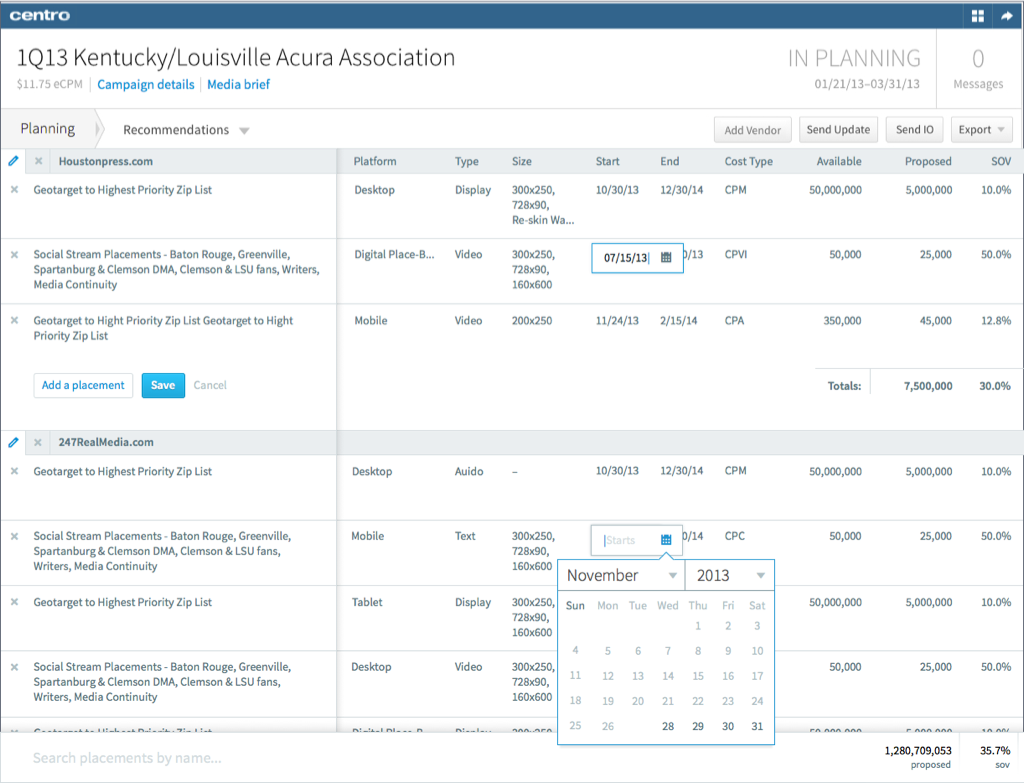 centro
1Q13 Kentucky/Louisville Acura Association
IN PLANNING
0
$11.75 eCPM Campaign details Media brief
01/21/13–03/31/13
Messages
Planning Recommendations Add Vendor Send Update Send IO Export
× Houstonpress.com Platform Type Size Start End Cost Type Available Proposed SOV
× Geotarget to Highest Priority Zip List Desktop Display 300x250, 10/30/13 12/30/14 CPM 50,000,000 5,000,000 10.0%
728x90,
Re-skin Wa...
× Social Stream Placements - Baton Rouge, Greenville, Digital Place-B... Video 300x250, 07/15/13 0/13 CPVI 50,000 25,000 50.0%
Spartanburg & Clemson DMA, Clemson & LSU fans, Writers, 728x90,
Media Continuity 160x600
× Geotarget to Hight Priority Zip List Geotarget to Hight Mobile Video 200x250 11/24/13 2/15/14 CPA 350,000 45,000 12.8%
Priority Zip List
Add a placement Save Cancel Totals: 7,500,000 30.0%
× 247RealMedia.com
× Geotarget to Highest Priority Zip List Desktop Auido – 10/30/13 12/30/14 CPM 50,000,000 5,000,000 10.0%
× Social Stream Placements - Baton Rouge, Greenville, Mobile Text 300x250, Starts 0/14 CPC 50,000 25,000 50.0%
Spartanburg & Clemson DMA, Clemson & LSU fans, 728x90,
Writers, Media Continuity 160x600
November 2013
× Geotarget to Highest Priority Zip List Tablet Display 300x250, 50,000,000 5,000,000 10.0%
728x90,
160x600
Sun Mon Tue Wed Thu Fri Sat
1 2 3
4 5 6 7 8 9 10
× Social Stream Placements - Baton Rouge, Greenville, Desktop Video 300x250, 50,000 25,000 50.0%
Spartanburg & Clemson DMA, Clemson & LSU fans, 728x90,
Writers, Media Continuity 160x600
11 12 13 14 15 16 17
18 19 20 21 22 23 24
25 26 28 29 30 31
Search placements by name... 1,280,709,053 35.7%
proposed sov